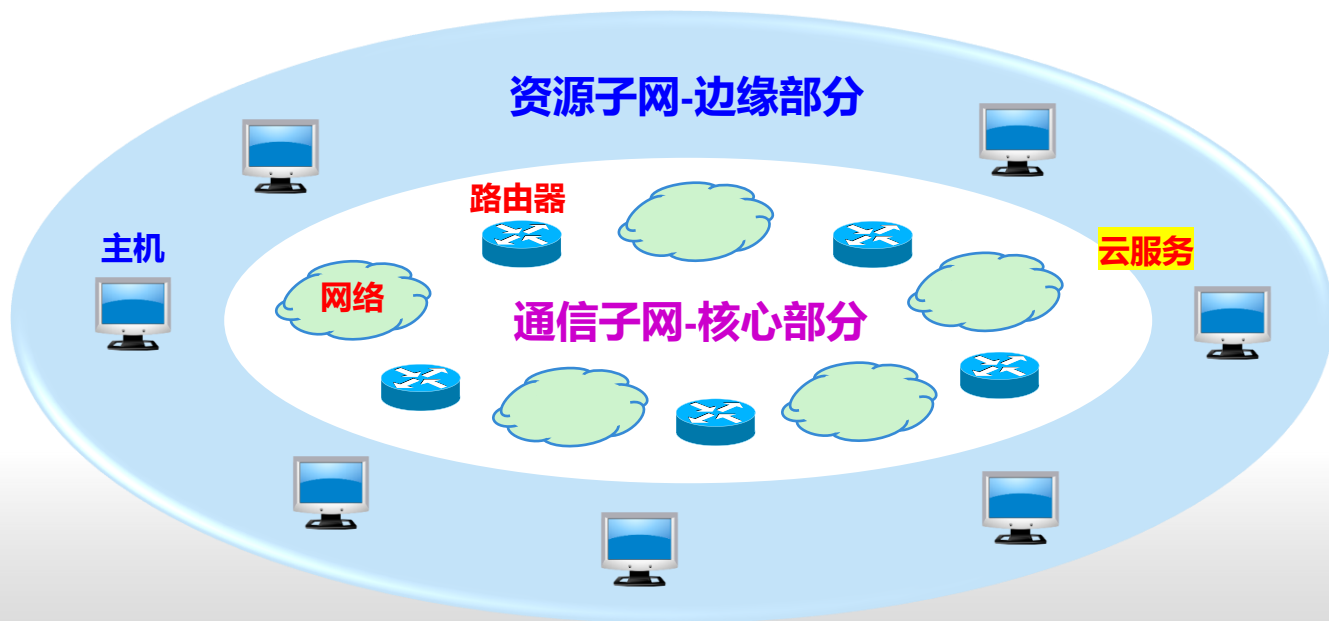 资源子网-边缘部分
路由器
主机
云服务
网络
通信子网-核心部分